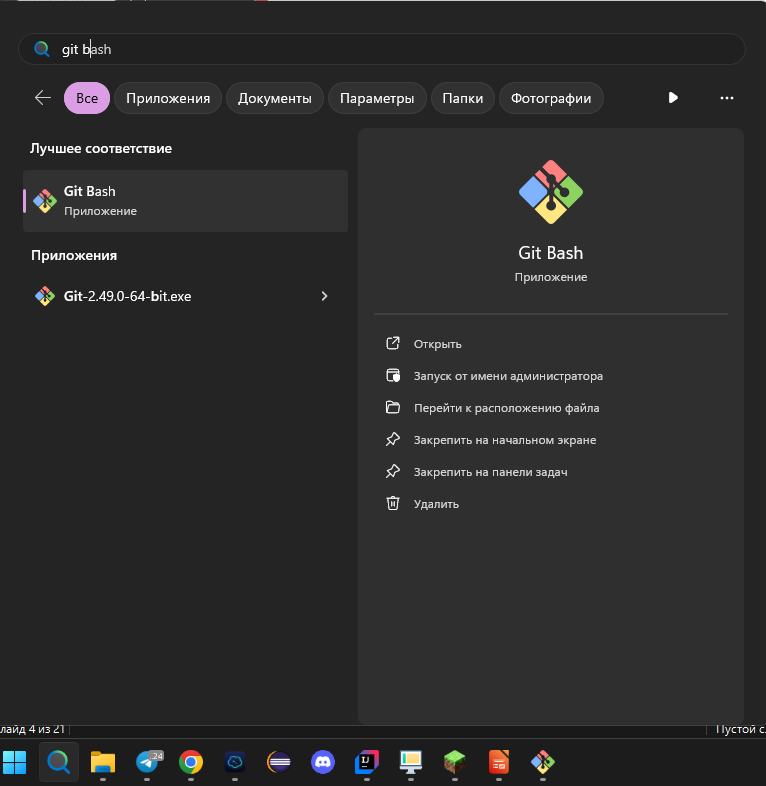 git bash
Все Приложения Документы Параметры Папки Фотографии
Лучшее соответствие
Git Bash
Приложение
Приложения
Git-2.49.0-64-bit.exe
Git Bash
Приложение
Открыть
Запуск от имени администратора
Перейти к расположению файла
Закрепить на начальном экране
Закрепить на панели задач
Удалить
лайд 4 из 21
Пустой с
24
IJ